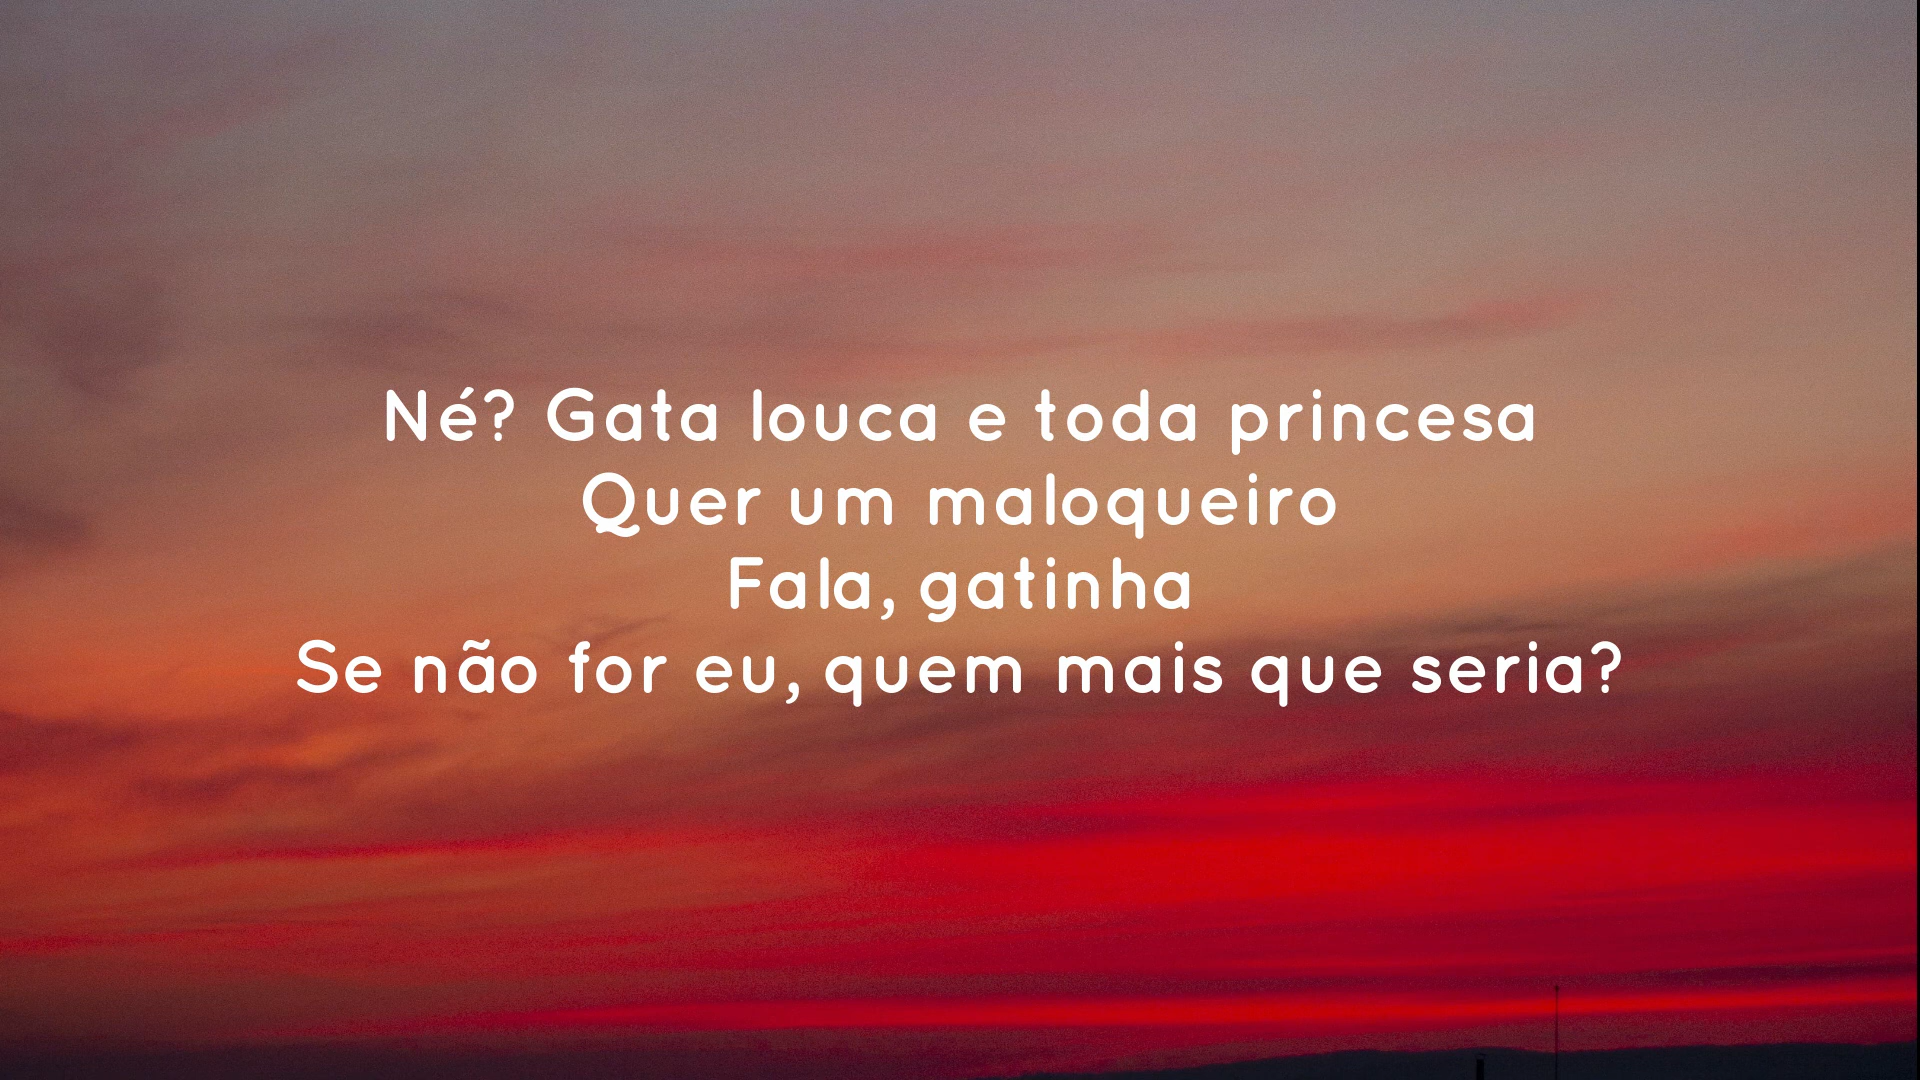 Né? Gata louca e toda princesa
Quer um maloqueiro
Fala, gatinha
Se não for eu, quem mais que seria?